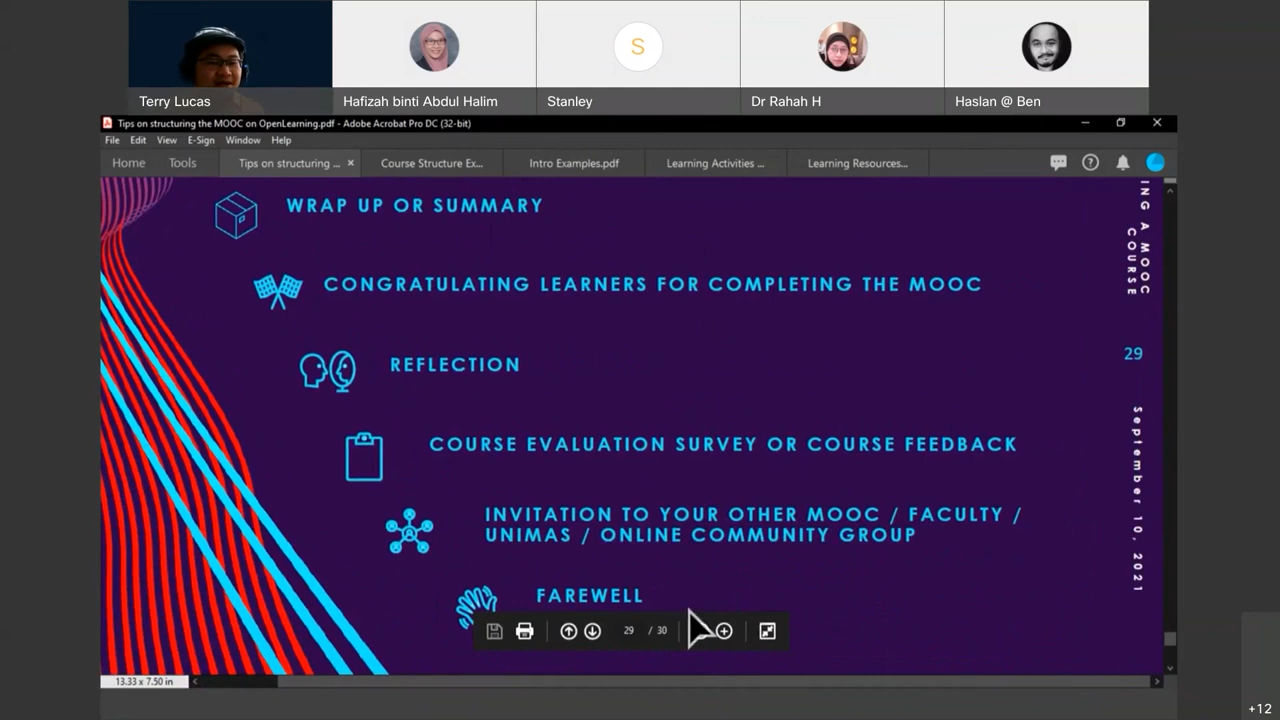 S
Terry Lucas
Hafizah binti Abdul Halim
Stanley
Dr Rahah H
Haslan @ Ben
Tips on structuring the MOOC on OpenLearning.pdf - Adobe Acrobat Pro DC (32-bit)
File Edit View E-Sign Window Help
Home Tools Tips on structuring ... × Course Structure Ex... Intro Examples.pdf Learning Activities ... Learning Resources...
WRAP UP OR SUMMARY
CONGRATULATING LEARNERS FOR COMPLETING THE MOOC
REFLECTION
COURSE EVALUATION SURVEY OR COURSE FEEDBACK
INVITATION TO YOUR OTHER MOOC / FACULTY /
UNIMAS / ONLINE COMMUNITY GROUP
FAREWELL
ING A MOOC
COURSE
29
September 10, 2021
29 / 30
13.33 x 7.50 in
+12